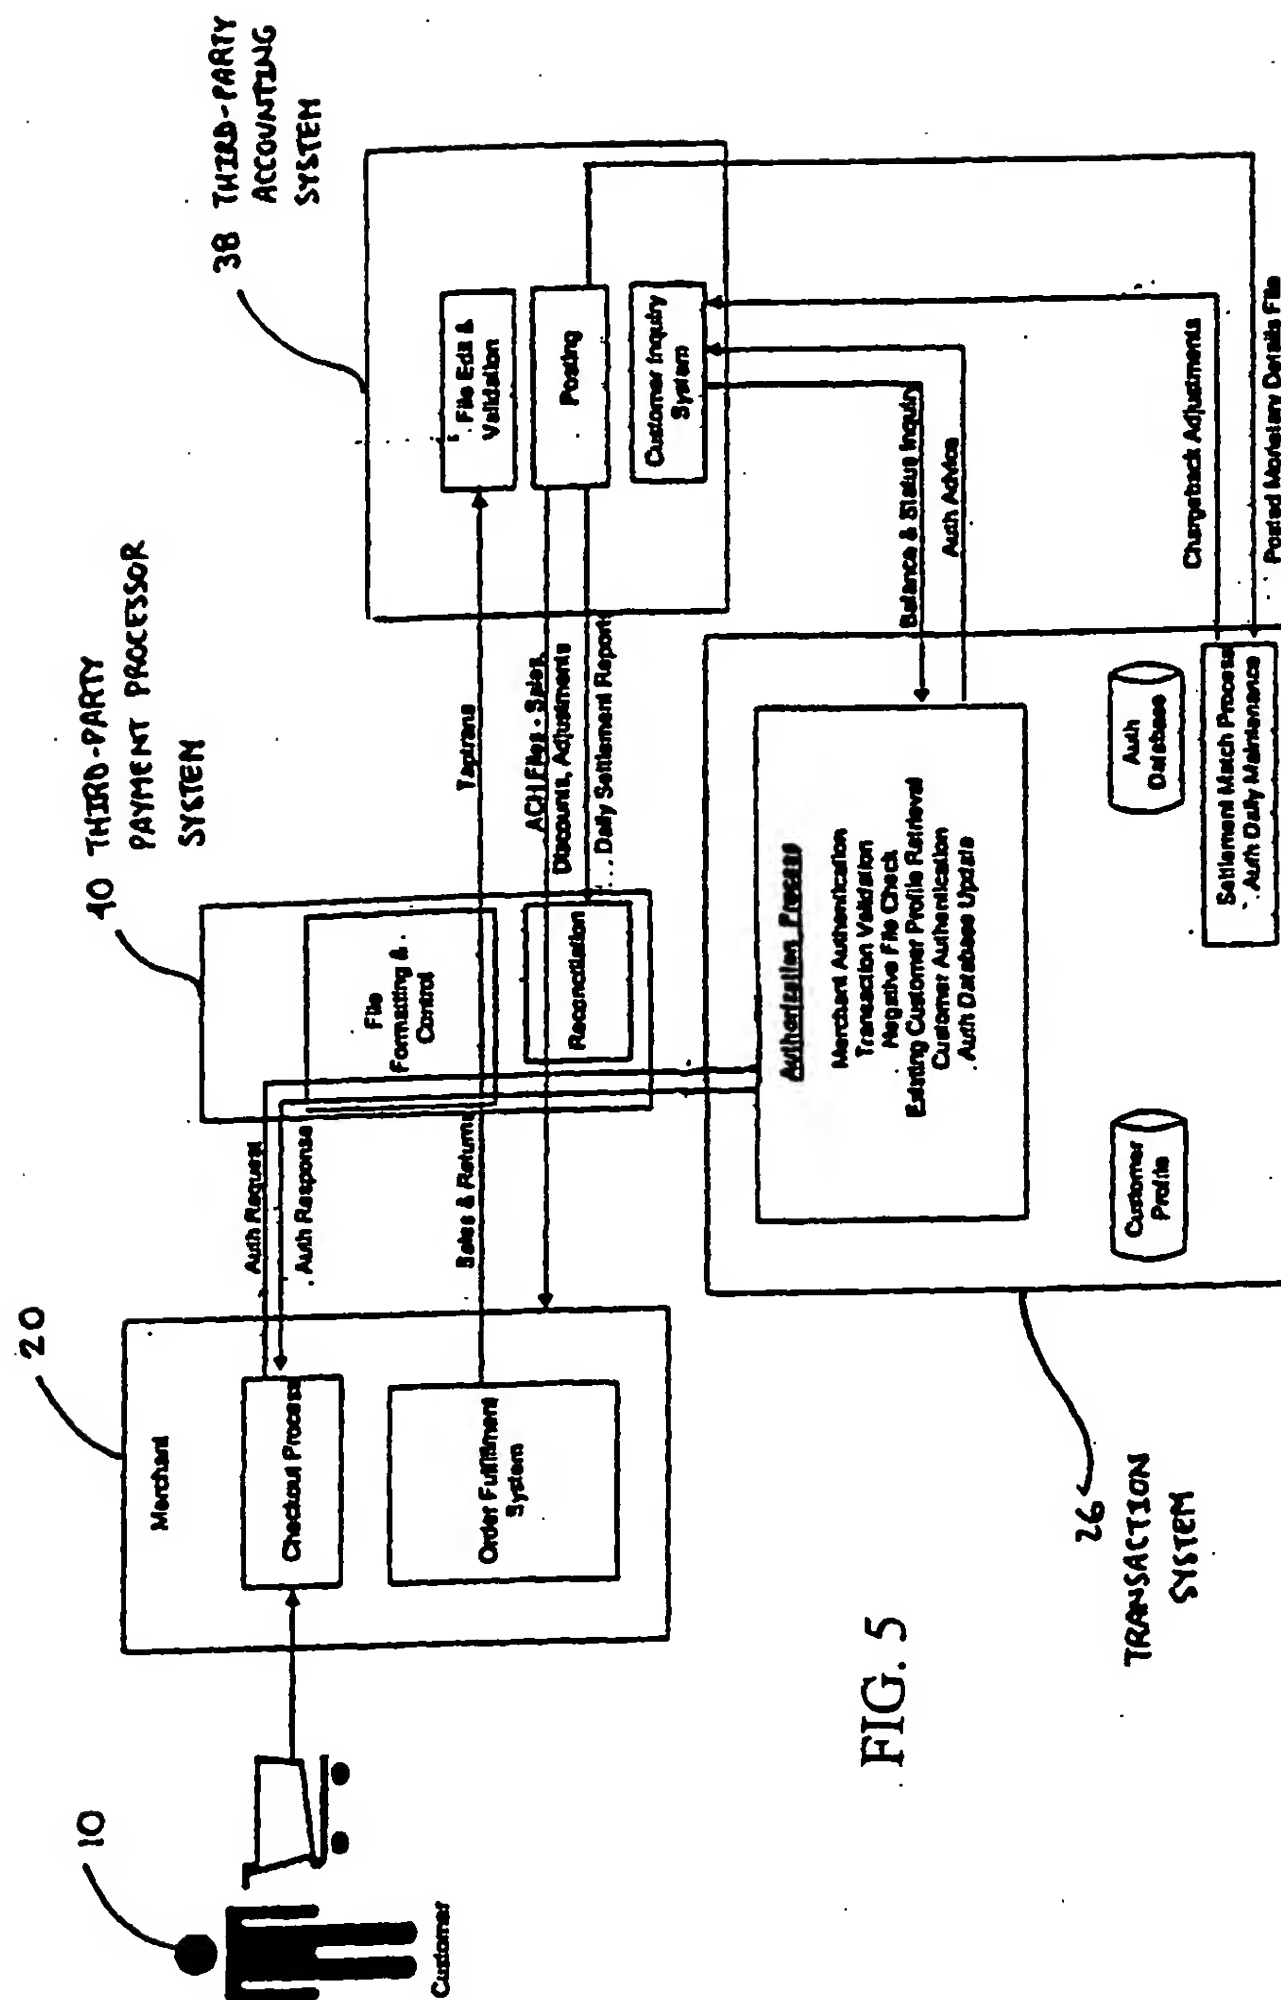 10
Customer
20
Merchant
Checkout Process
Order Fulfillment
System
Auth Request
Auth Response
Sales & Returns
40 THIRD-PARTY
PAYMENT PROCESSOR
SYSTEM
File
Formatting &
Control
Reconciliation
Taptrans
ACH Files - Sales,
Discounts, Adjustments
Daily Settlement Reports
38 THIRD-PARTY
ACCOUNTING
SYSTEM
File Edit &
Validation
Posting
Customer Inquiry
System
Balance & Status Inquiry
Auth Advice
Chargeback Adjustments
Posted Monetary Details File
Authorization Process
Merchant Authentication
Transaction Validation
Negative File Check
Existing Customer Profile Retrieval
Customer Authentication
Auth Database Update
Customer
Profile
Auth
Database
Settlement Match Process
Auth Daily Maintenance
26
TRANSACTION
SYSTEM
FIG. 5